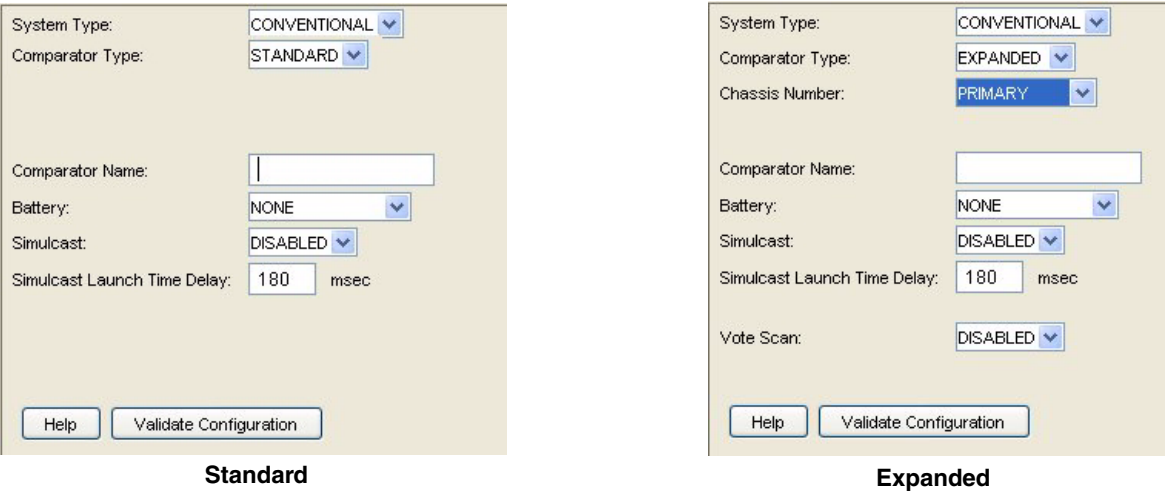 System Type: CONVENTIONAL
Comparator Type: STANDARD
Comparator Name:
Battery: NONE
Simulcast: DISABLED
Simulcast Launch Time Delay: 180 msec
Help Validate Configuration
Standard
System Type: CONVENTIONAL
Comparator Type: EXPANDED
Chassis Number: PRIMARY
Comparator Name:
Battery: NONE
Simulcast: DISABLED
Simulcast Launch Time Delay: 180 msec
Vote Scan: DISABLED
Help Validate Configuration
Expanded